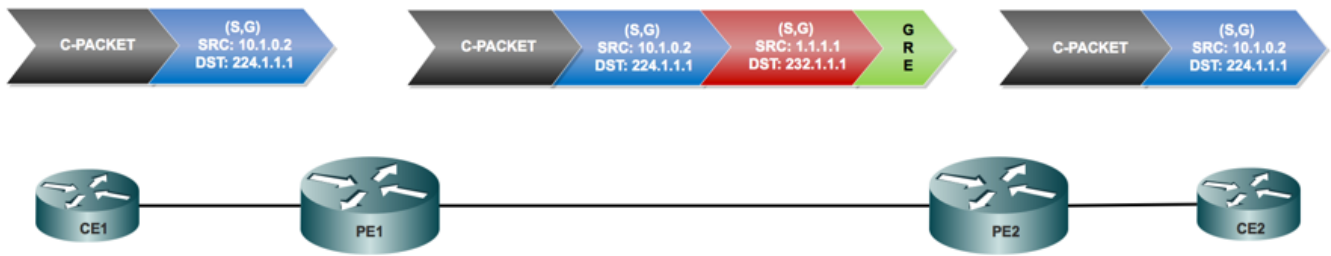 C-PACKET
(S,G)
SRC: 10.1.0.2
DST: 224.1.1.1
C-PACKET
(S,G)
SRC: 10.1.0.2
DST: 224.1.1.1
(S,G)
SRC: 1.1.1.1
DST: 232.1.1.1
G
R
E
C-PACKET
(S,G)
SRC: 10.1.0.2
DST: 224.1.1.1
CE1
PE1
PE2
CE2